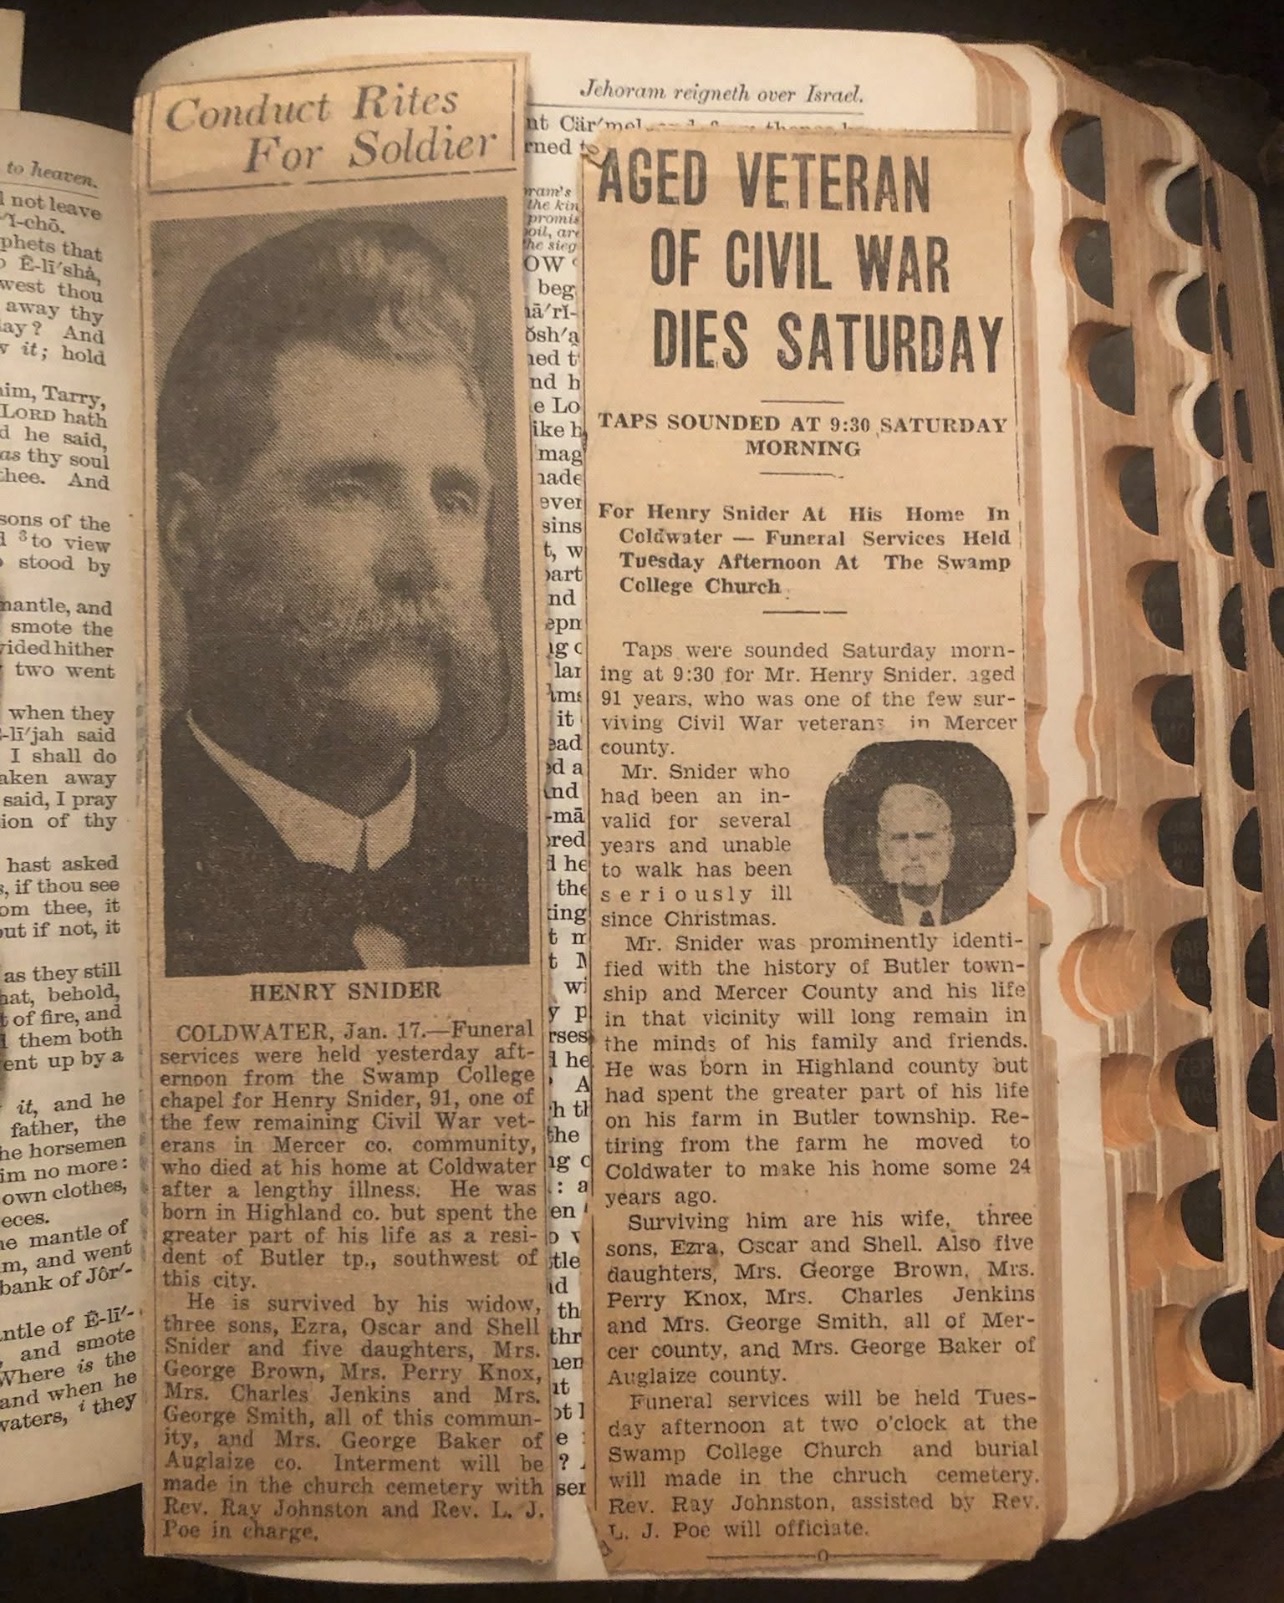 to heaven.
l not leave
phets that
west thou
away thy
lay? And
it; hold
him, Tarry,
LORD hath
d he said,
as thy soul
thee. And
sons of the
3 to view
stood by
mantle, and
smote the
vided hither
two went
when they
said
I shall do
aken away
said, I pray
ion of thy
hast asked
if thou see
om thee, it
out if not, it
as they still
hat, behold,
of fire, and
them both
ent up by a
it, and he
father, the
he horsemen
im no more:
own clothes,
eces.
he mantle of
m, and went
bank of Jôr′-
ntle of Ē-lī′-
and smote
Where is the
and when he
waters, i they
Conduct Rites
For Soldier
HENRY SNIDER
COLDWATER, Jan. 17.—Funeral
services were held yesterday aft-
ernoon from the Swamp College
chapel for Henry Snider, 91, one of
the few remaining Civil War vet-
erans in Mercer co. community,
who died at his home at Coldwater
after a lengthy illness. He was
born in Highland co. but spent the
greater part of his life as a resi-
dent of Butler tp., southwest of
this city.
He is survived by his widow,
three sons, Ezra, Oscar and Shell
Snider and five daughters, Mrs.
George Brown, Mrs. Perry Knox,
Mrs. Charles Jenkins and Mrs.
George Smith, all of this commun-
ity, and Mrs. George Baker of
Auglaize co. Interment will be
made in the church cemetery with
Rev. Ray Johnston and Rev. L. J.
Poe in charge.
Jehoram reigneth over Israel.
AGED VETERAN
OF CIVIL WAR
DIES SATURDAY
TAPS SOUNDED AT 9:30 SATURDAY
MORNING
For Henry Snider At His Home In
Coldwater — Funeral Services Held
Tuesday Afternoon At The Swamp
College Church
Taps were sounded Saturday morn-
ing at 9:30 for Mr. Henry Snider. aged
91 years, who was one of the few sur-
viving Civil War veterans in Mercer
county.
Mr. Snider who
had been an in-
valid for several
years and unable
to walk has been
seriously ill
since Christmas.
Mr. Snider was prominently identi-
fied with the history of Butler town-
ship and Mercer County and his life
in that vicinity will long remain in
the minds of his family and friends.
He was born in Highland county but
had spent the greater part of his life
on his farm in Butler township. Re-
tiring from the farm he moved to
Coldwater to make his home some 24
years ago.
Surviving him are his wife, three
sons, Ezra, Oscar and Shell. Also five
daughters, Mrs. George Brown, Mrs.
Perry Knox, Mrs. Charles Jenkins
and Mrs. George Smith, all of Mer-
cer county, and Mrs. George Baker of
Auglaize county.
Funeral services will be held Tues-
day afternoon at two o'clock at the
Swamp College Church and burial
will made in the chruch cemetery.
Rev. Ray Johnston, assisted by Rev.
L. J. Poe will officiate.